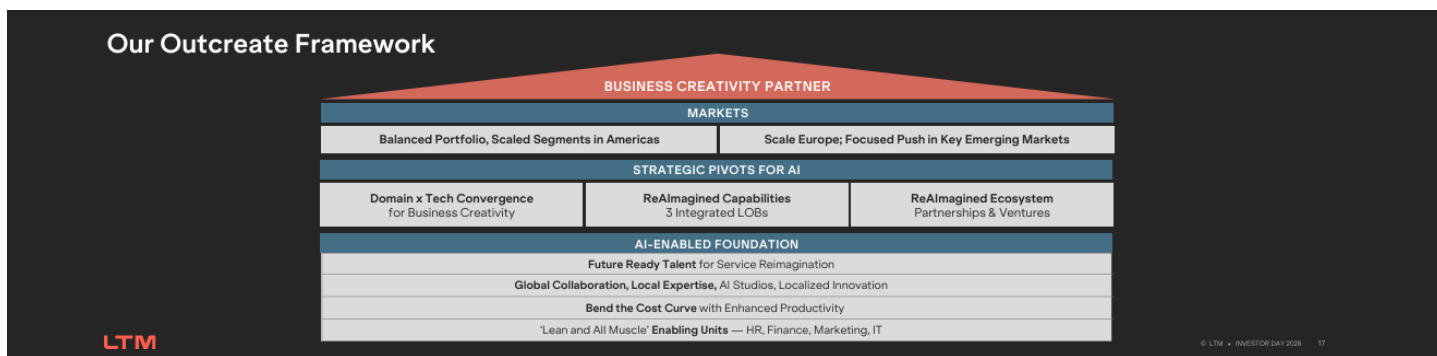 Our Outcreate Framework
BUSINESS CREATIVITY PARTNER
MARKETS
Balanced Portfolio, Scaled Segments in Americas
Scale Europe; Focused Push in Key Emerging Markets
STRATEGIC PIVOTS FOR AI
Domain x Tech Convergence
for Business Creativity
ReAImagined Capabilities
3 Integrated LOBs
ReAImagined Ecosystem
Partnerships & Ventures
AI-ENABLED FOUNDATION
Future Ready Talent for Service Reimagination
Global Collaboration, Local Expertise, AI Studios, Localized Innovation
Bend the Cost Curve with Enhanced Productivity
‘Lean and All Muscle’ Enabling Units — HR, Finance, Marketing, IT
LTM
© LTM • INVESTOR DAY 2026 17